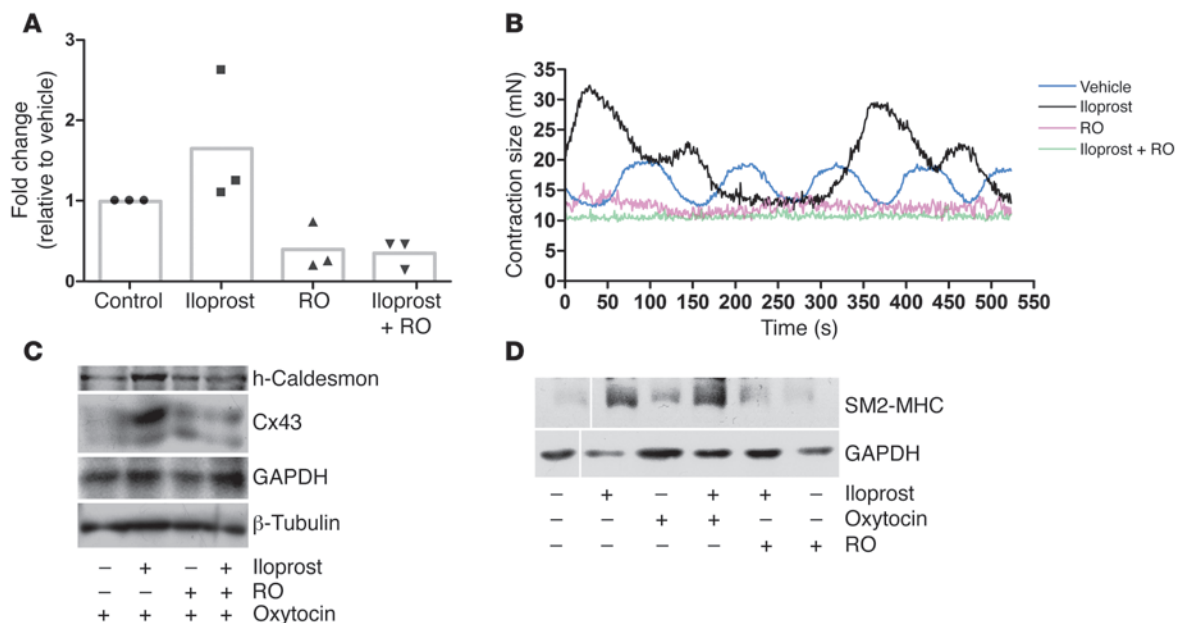 A
Fold change
(relative to vehicle)
3
2
1
0
Control
Iloprost
RO
Iloprost
+ RO
B
Contraction size (mN)
35
30
25
20
15
10
5
0
0 50 100 150 200 250 300 350 400 450 500 550
Time (s)
Vehicle
Iloprost
RO
Iloprost + RO
C
h-Caldesmon
Cx43
GAPDH
β-Tubulin
– + – + Iloprost
– – + + RO
+ + + + Oxytocin
D
SM2-MHC
GAPDH
– + – + + – Iloprost
– – + + – – Oxytocin
– – – – + + RO